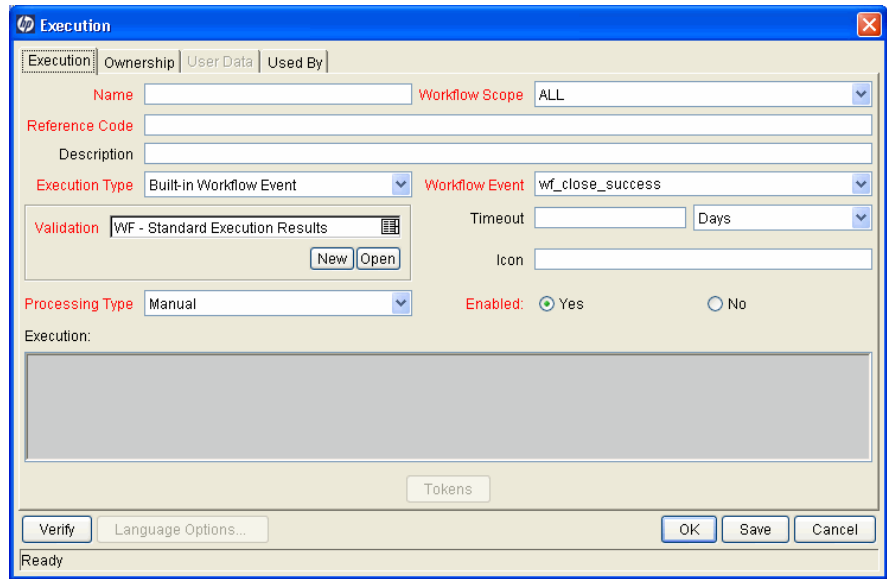 hp Execution
Execution Ownership User Data Used By
Name Workflow Scope ALL
Reference Code
Description
Execution Type Built-in Workflow Event Workflow Event wf_close_success
Validation WF - Standard Execution Results Timeout Days
New Open Icon
Processing Type Manual Enabled: Yes No
Execution:
Tokens
Verify Language Options... OK Save Cancel
Ready